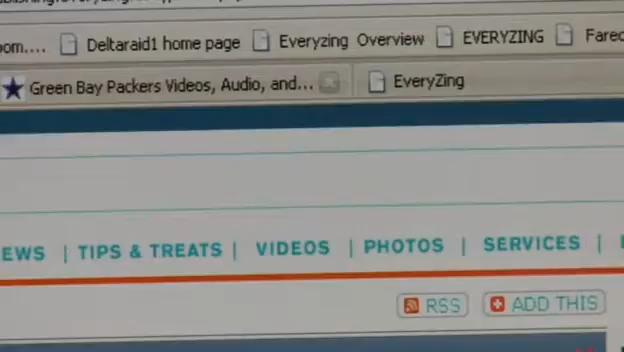 Deltaraid1 home page Everyzing Overview EVERYZING
Green Bay Packers Videos, Audio, and... EveryZing
EWS | TIPS & TREATS | VIDEOS | PHOTOS | SERVICES |
RSS ADD THIS